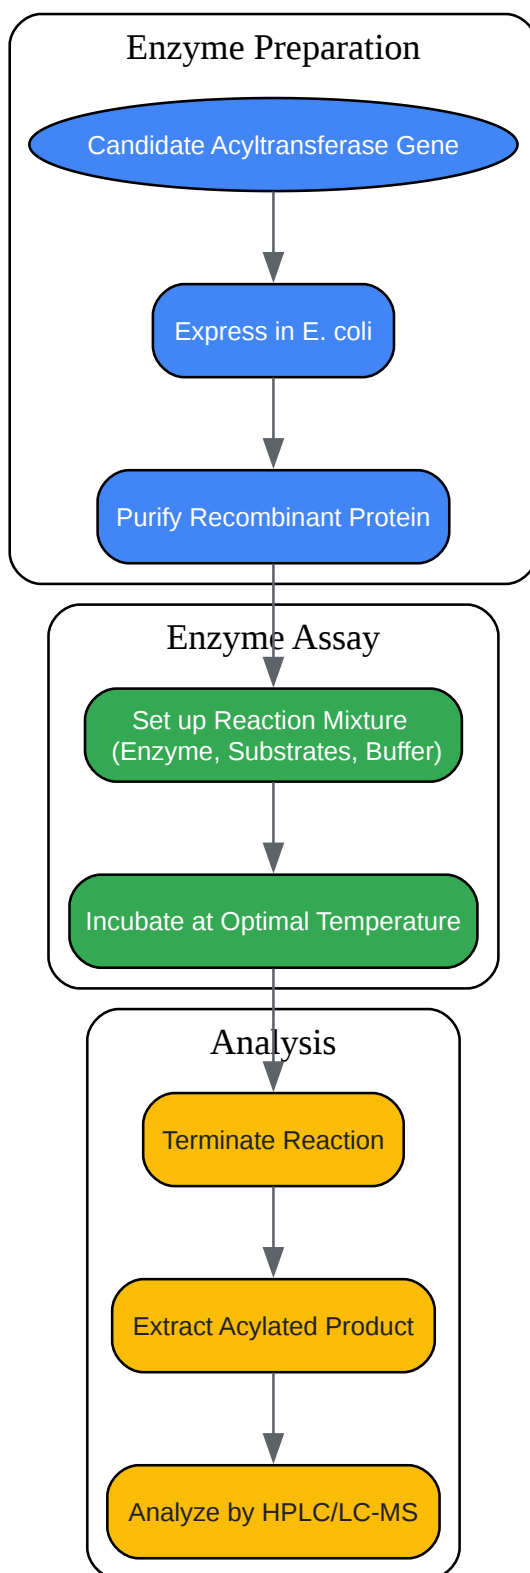 Enzyme Preparation
Candidate Acyltransferase Gene
Express in E. coli
Purify Recombinant Protein
Enzyme Assay
Set up Reaction Mixture
(Enzyme, Substrates, Buffer)
Incubate at Optimal Temperature
Analysis
Terminate Reaction
Extract Acylated Product
Analyze by HPLC/LC-MS